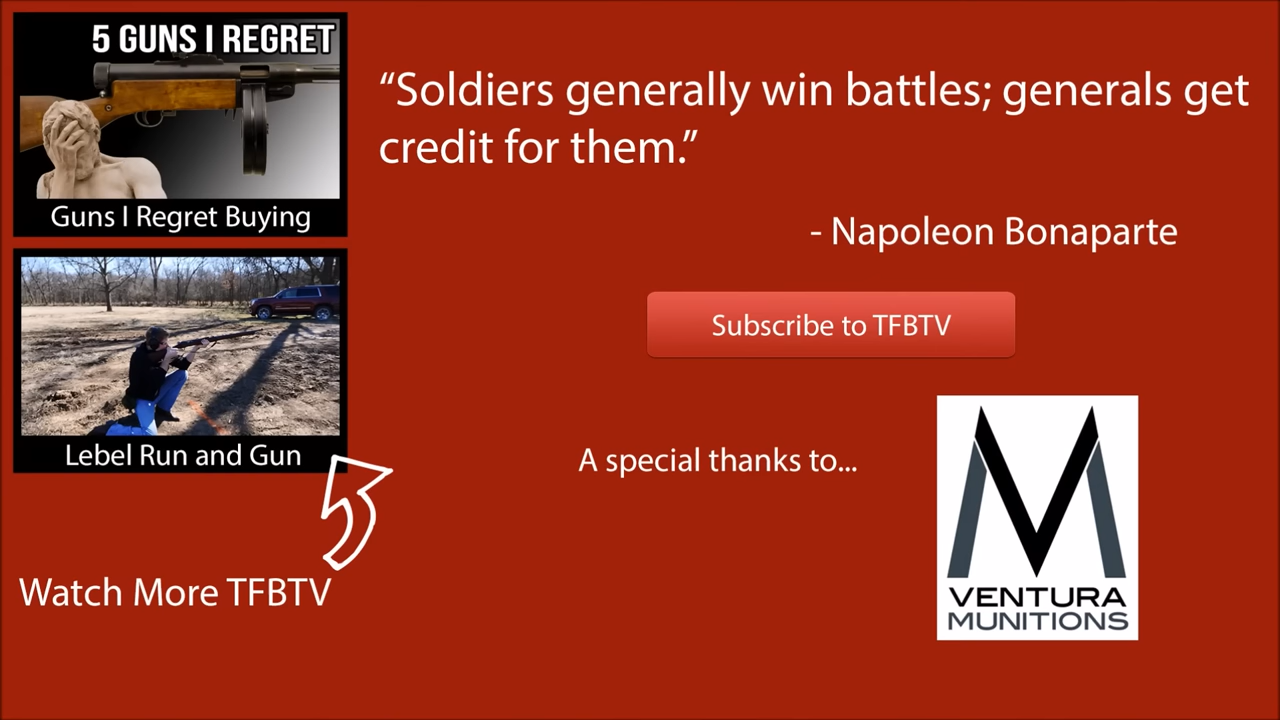 5 GUNS I REGRET
Guns I Regret Buying
Lebel Run and Gun
Watch More TFBTV
“Soldiers generally win battles; generals get
credit for them.”
- Napoleon Bonaparte
Subscribe to TFBTV
A special thanks to...
VENTURA
MUNITIONS